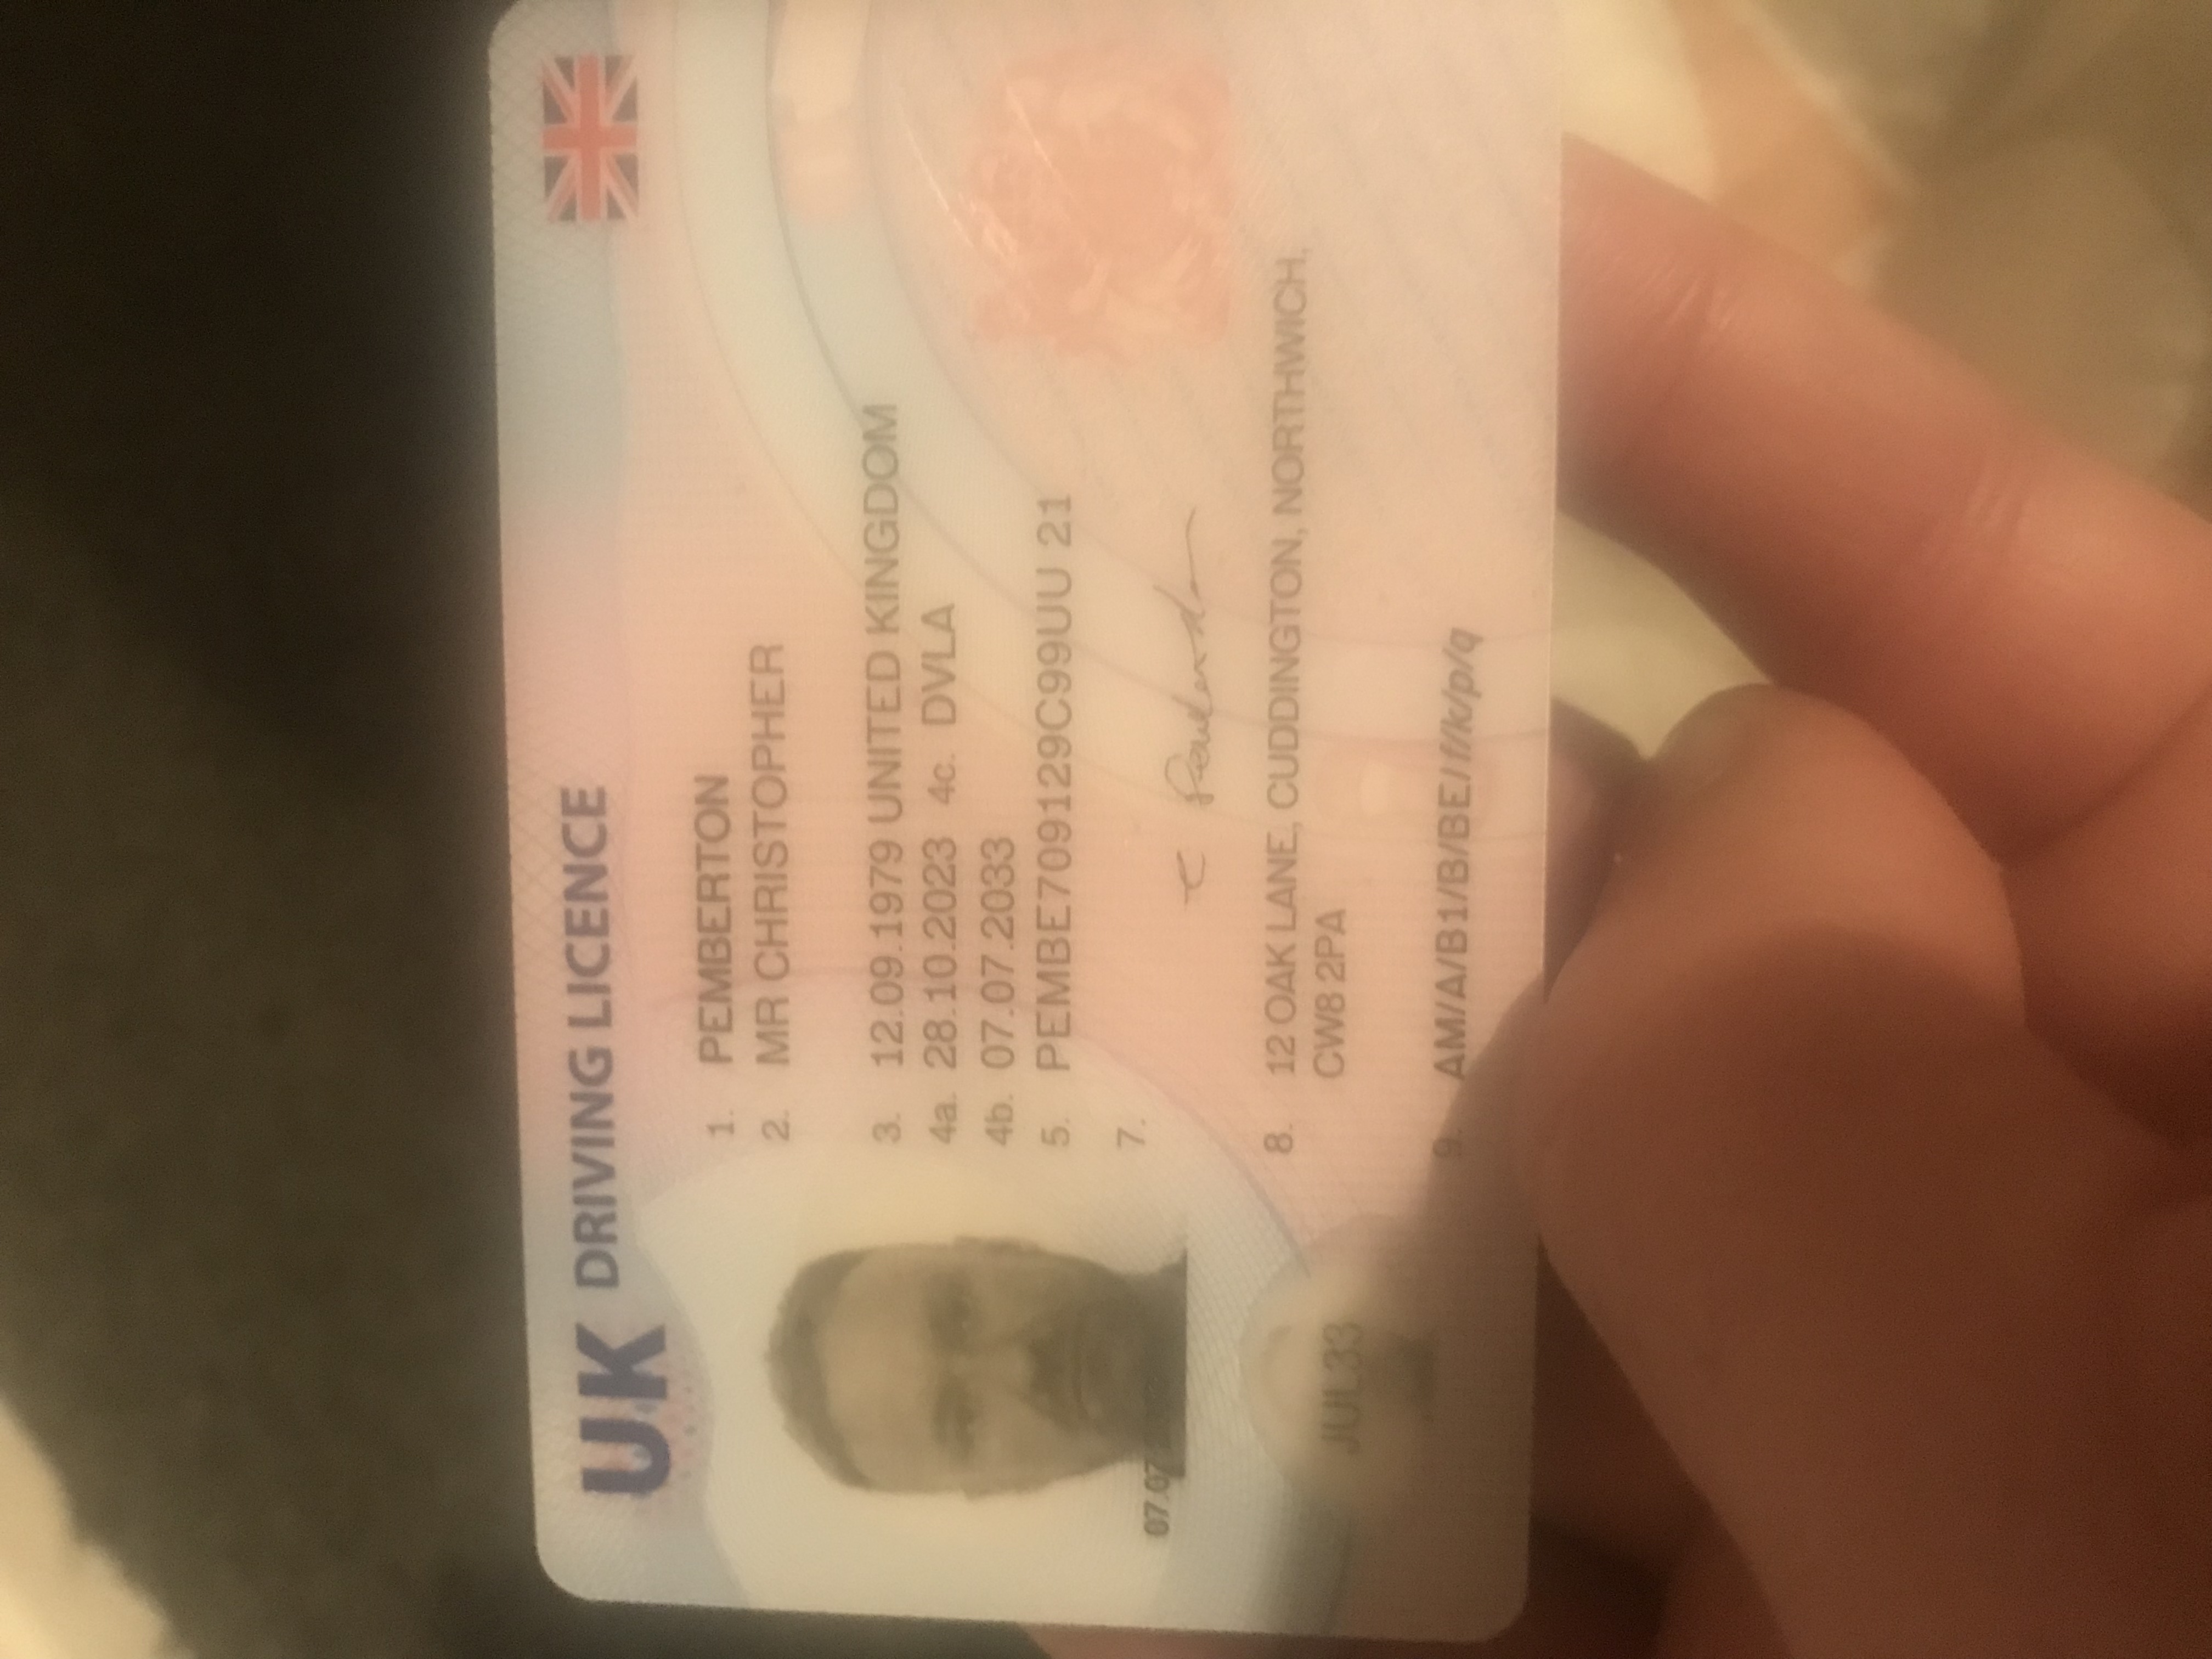 UK DRIVING LICENCE
1. PEMBERTON
2. MR CHRISTOPHER
3. 12.09.1979 UNITED KINGDOM
4a. 28.10.2023 4c. DVLA
4b. 07.07.2033
5. PEMBE709129C99UU 21
07.07
7.
C Pemberton
8. 12 OAK LANE, CUDDINGTON, NORTHWICH,
CW8 2PA
JUL33
9. AM/A/B1/B/BE/f/k/p/q